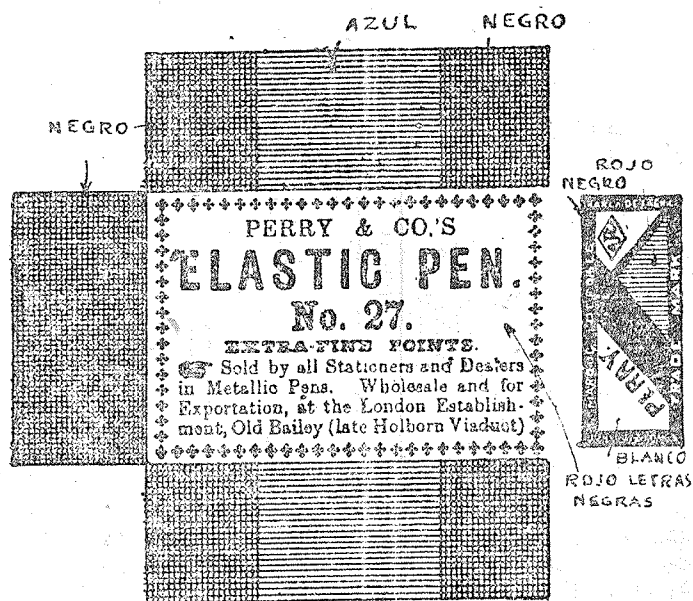 AZUL NEGRO
NEGRO
ROJO
NEGRO
PERRY & CO.'S
ELASTIC PEN.
No. 27.
EXTRA-FINE POINTS.
Sold by all Stationers and Dealers
in Metallic Pens. Wholesale and for
Exportation, at the London Establish-
ment, Old Bailey (late Holborn Viaduct)
PERRY.
BLANCO
ROJO LETRAS
NEGRAS